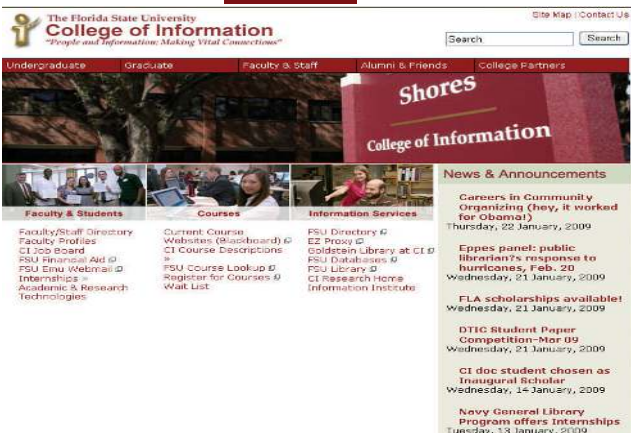 Site Map | Contact Us
The Florida State University
College of Information
"People and Information: Making Vital Connections"
Search
Search
Undergraduate
Graduate
Faculty & Staff
Alumni & Friends
College Partners
Shores
College of Information
Faculty & Students
Faculty/Staff Directory
Faculty Profiles
CI Job Board
FSU Financial Aid
FSU Emu Webmail
Internships »
Academic & Research
Technologies
Courses
Current Course
Websites (Blackboard)
CI Course Descriptions
»
FSU Course Lookup
Register for Courses
Wait List
Information Services
FSU Directory
EZ Proxy
Goldstein Library at CI
FSU Databases
FSU Library
CI Research Home
Information Institute
News & Announcements
Careers in Community
Organizing (hey, it worked
for Obama!)
Thursday, 22 January, 2009
Eppes panel: public
librarian?s response to
hurricanes, Feb. 20
Wednesday, 21 January, 2009
FLA scholarships available!
Wednesday, 21 January, 2009
DTIC Student Paper
Competition-Mar 09
Wednesday, 21 January, 2009
CI doc student chosen as
Inaugural Scholar
Wednesday, 14 January, 2009
Navy General Library
Program offers Internships
Tuesday, 13 January, 2009